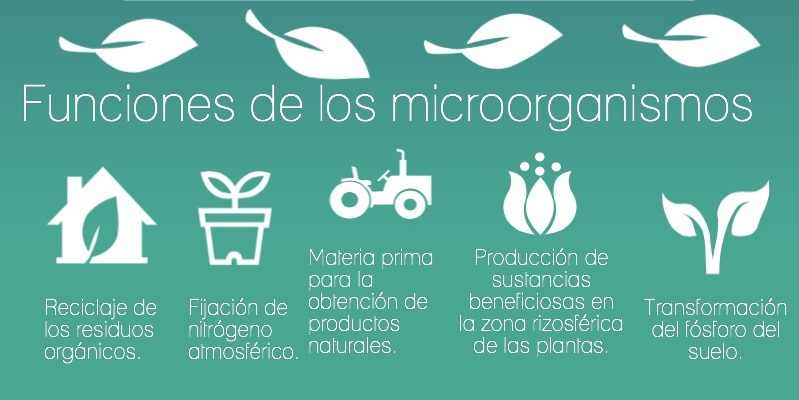 Funciones de los microorganismos
Reciclaje de
los residuos
orgánicos.
Fijación de
nitrógeno
atmosférico.
Materia prima
para la
obtención de
productos
naturales.
Producción de
sustancias
beneficiosas en
la zona rizosférica
de las plantas.
Transformación
del fósforo del
suelo.